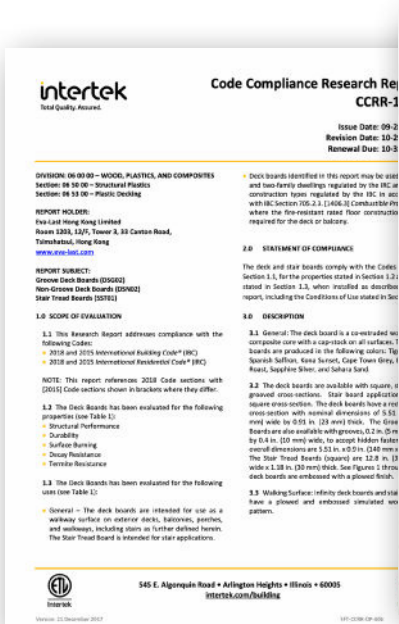 intertek
Total Quality. Assured.
Code Compliance Research Rep
CCRR-1
Issue Date: 09-2
Revision Date: 10-2
Renewal Due: 10-3
DIVISION: 06 00 00 – WOOD, PLASTICS, AND COMPOSITES
Section: 06 50 00 – Structural Plastics
Section: 06 53 00 – Plastic Decking
REPORT HOLDER:
Eva-Last Hong Kong Limited
Room 1203, 12/F, Tower 3, 33 Canton Road,
Tsimshatsui, Hong Kong
www.eva-last.com
REPORT SUBJECT:
Groove Deck Boards (DSG02)
Non-Groove Deck Boards (DSN02)
Stair Tread Boards (SST01)
1.0 SCOPE OF EVALUATION
1.1 This Research Report addresses compliance with the
following Codes:
• 2018 and 2015 International Building Code® (IBC)
• 2018 and 2015 International Residential Code® (IRC)
NOTE: This report references 2018 Code sections with
[2015] Code sections shown in brackets where they differ.
1.2 The Deck Boards has been evaluated for the following
properties (see Table 1):
• Structural Performance
• Durability
• Surface Burning
• Decay Resistance
• Termite Resistance
1.3 The Deck Boards has been evaluated for the following
uses (see Table 1):
• General – The deck boards are intended for use as a
walkway surface on exterior decks, balconies, porches,
and walkways, including stairs as further defined herein.
The Stair Tread Board is intended for stair applications.
• Deck boards identified in this report may be used
and two-family dwellings regulated by the IRC an
construction types regulated by the IBC in acc
with IBC Section 705.2.3. [1406.3] Combustible Pro
where the fire-resistant rated floor constructio
required for the deck or balcony.
2.0 STATEMENT OF COMPLIANCE
The deck and stair boards comply with the Codes
Section 1.1, for the properties stated in Section 1.2 a
stated in Section 1.3, when installed as described
report, including the Conditions of Use stated in Sec
3.0 DESCRIPTION
3.1 General: The deck board is a co-extruded wo
composite core with a cap-stock on all surfaces. T
boards are produced in the following colors: Tig
Spanish Saffron, Kona Sunset, Cape Town Grey, I
Roast, Sapphire Silver, and Sahara Sand.
3.2 The deck boards are available with square, s
grooved cross-sections. Stair board application
square cross-section. The deck boards have a rec
cross-section with nominal dimensions of 5.51
mm) wide by 0.91 in. (23 mm) thick. The Groo
Boards are also available with grooves, 0.2 in. (5 m
by 0.4 in. (10 mm) wide, to accept hidden fasten
overall dimensions are 5.51 in. x 0.9 in. (140 mm x
The Stair Tread Boards (square) are 12.8 in. (3
wide x 1.18 in. (30 mm) thick. See Figures 1 throu
deck boards are embossed with a plowed finish.
3.3 Walking Surface: Infinity deck boards and stai
have a plowed and embossed simulated woo
pattern.
ETL
Intertek
545 E. Algonquin Road • Arlington Heights • Illinois • 60005
intertek.com/building
Version: 21 December 2017